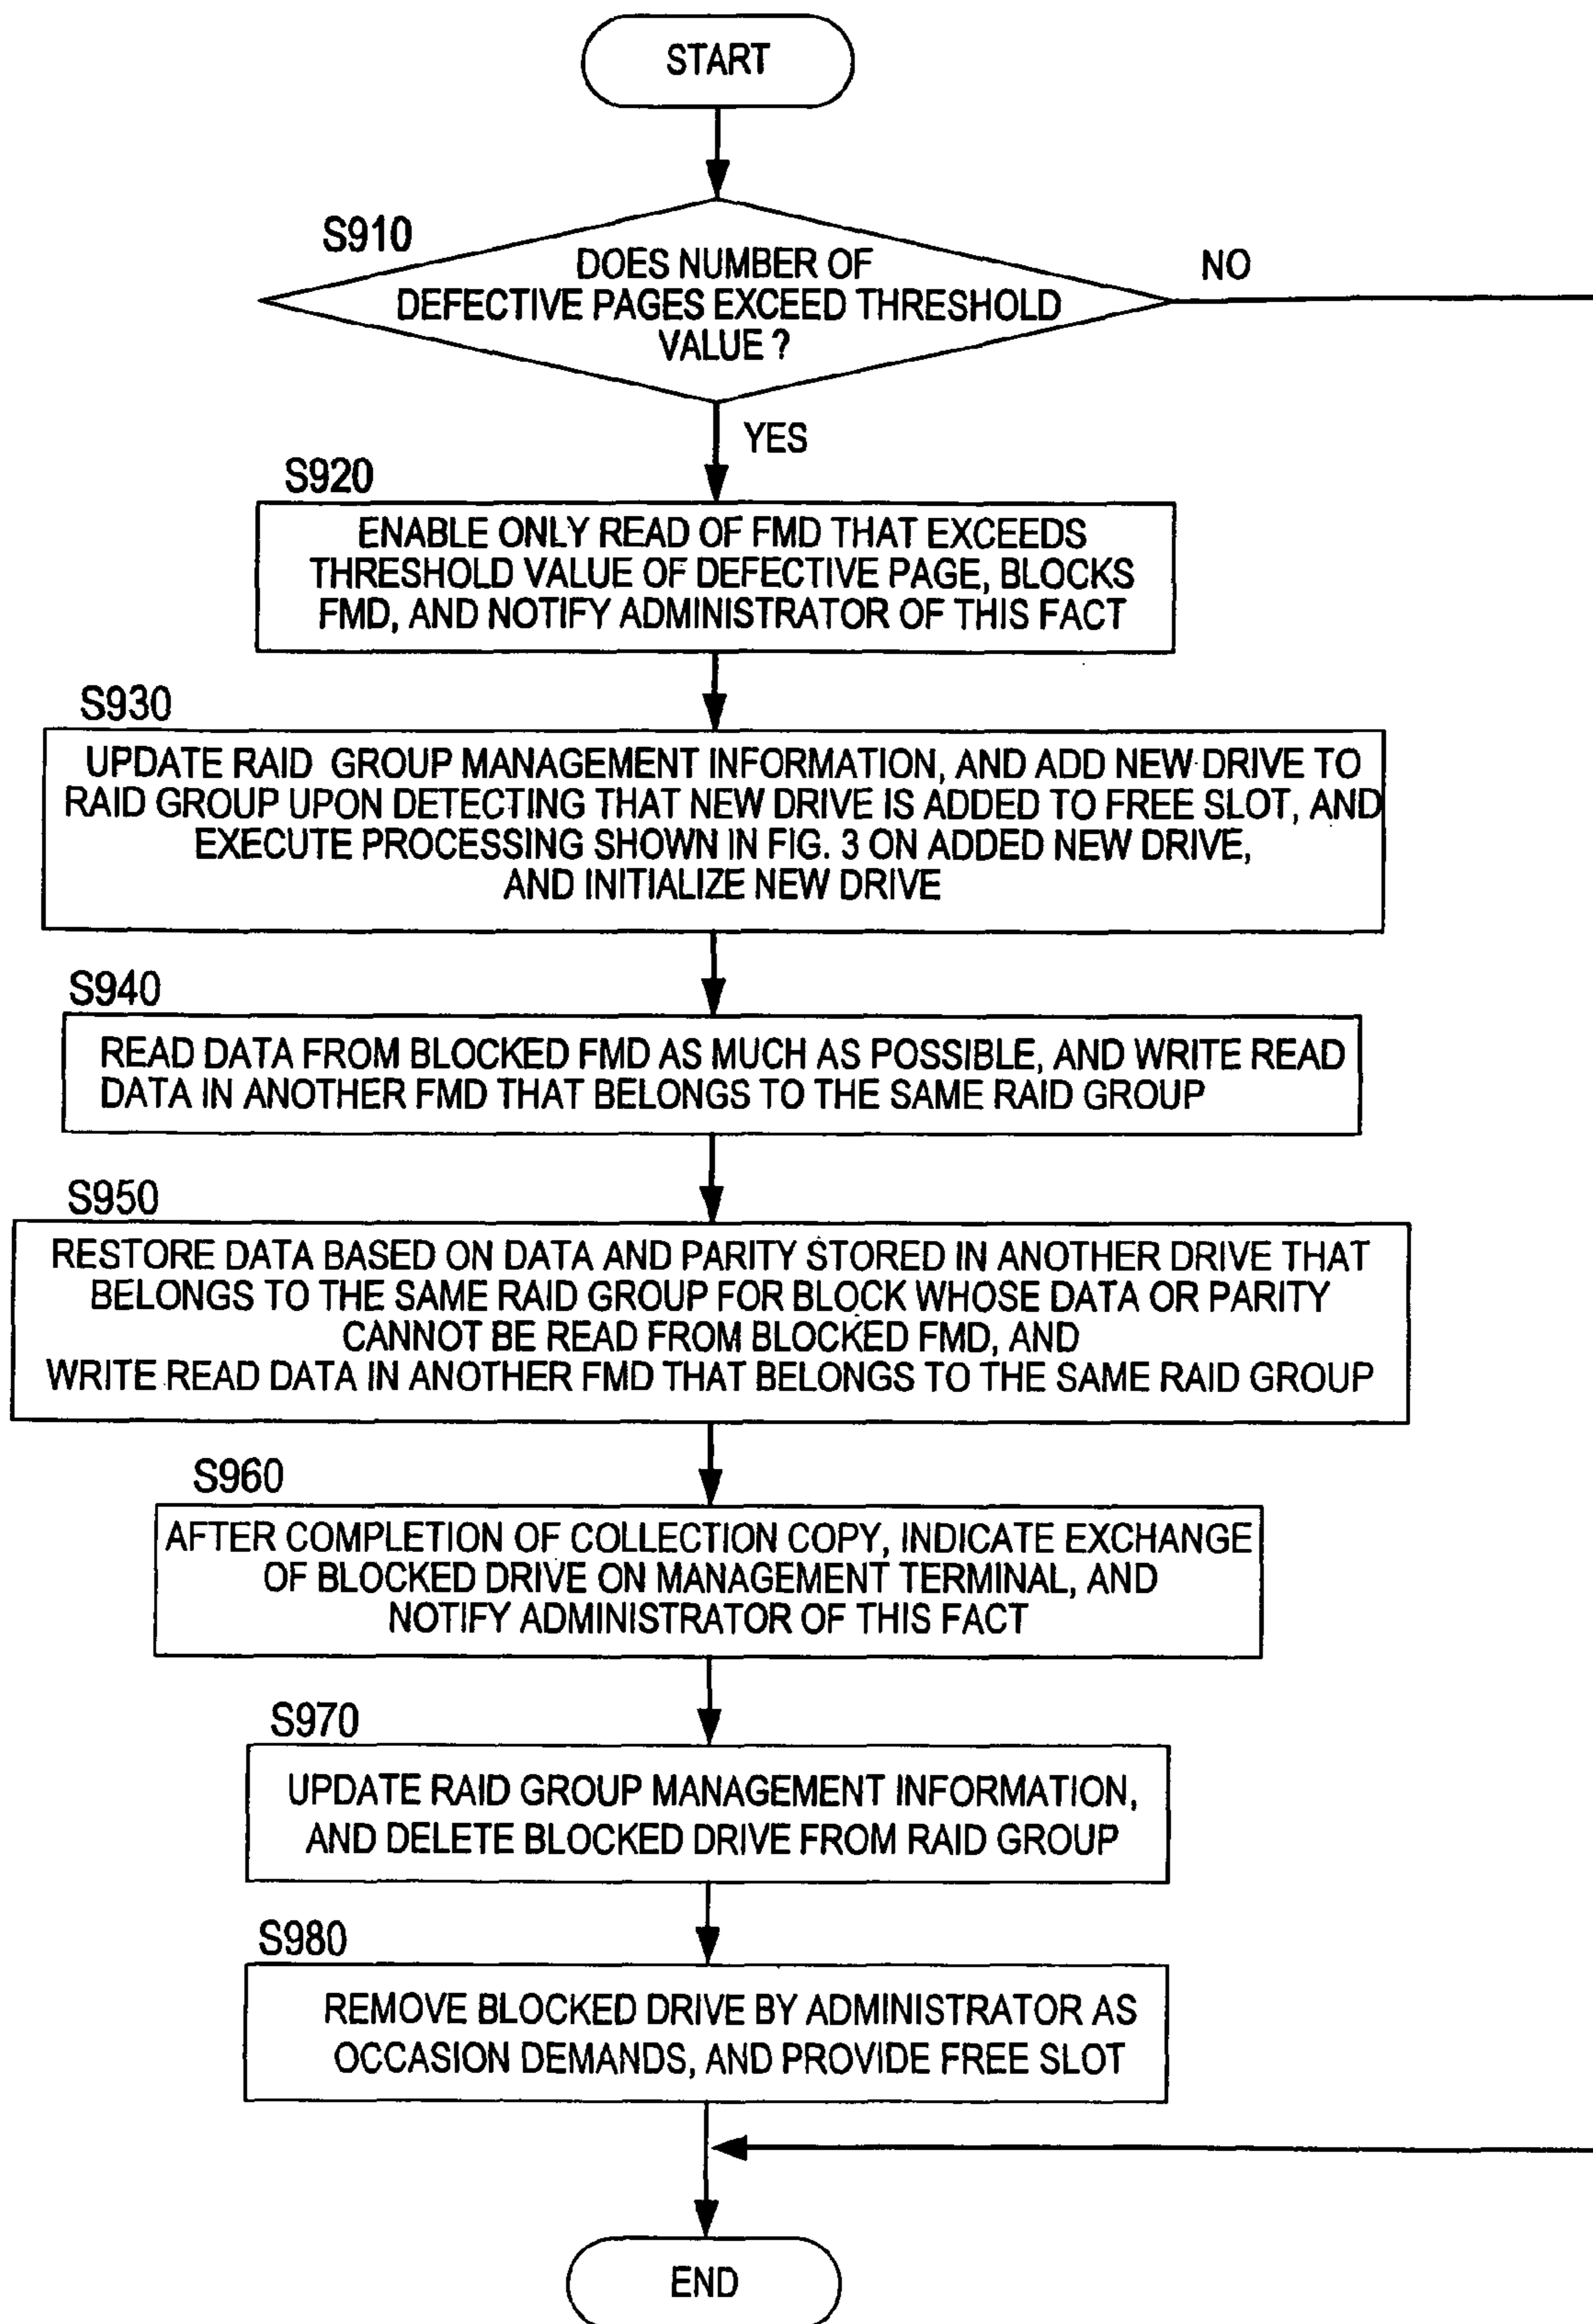 START
S910
DOES NUMBER OF
DEFECTIVE PAGES EXCEED THRESHOLD
VALUE ?
NO
YES
S920
ENABLE ONLY READ OF FMD THAT EXCEEDS
THRESHOLD VALUE OF DEFECTIVE PAGE, BLOCKS
FMD, AND NOTIFY ADMINISTRATOR OF THIS FACT
S930
UPDATE RAID GROUP MANAGEMENT INFORMATION, AND ADD NEW DRIVE TO
RAID GROUP UPON DETECTING THAT NEW DRIVE IS ADDED TO FREE SLOT, AND
EXECUTE PROCESSING SHOWN IN FIG. 3 ON ADDED NEW DRIVE,
AND INITIALIZE NEW DRIVE
S940
READ DATA FROM BLOCKED FMD AS MUCH AS POSSIBLE, AND WRITE READ
DATA IN ANOTHER FMD THAT BELONGS TO THE SAME RAID GROUP
S950
RESTORE DATA BASED ON DATA AND PARITY STORED IN ANOTHER DRIVE THAT
BELONGS TO THE SAME RAID GROUP FOR BLOCK WHOSE DATA OR PARITY
CANNOT BE READ FROM BLOCKED FMD, AND
WRITE READ DATA IN ANOTHER FMD THAT BELONGS TO THE SAME RAID GROUP
S960
AFTER COMPLETION OF COLLECTION COPY, INDICATE EXCHANGE
OF BLOCKED DRIVE ON MANAGEMENT TERMINAL, AND
NOTIFY ADMINISTRATOR OF THIS FACT
S970
UPDATE RAID GROUP MANAGEMENT INFORMATION,
AND DELETE BLOCKED DRIVE FROM RAID GROUP
S980
REMOVE BLOCKED DRIVE BY ADMINISTRATOR AS
OCCASION DEMANDS, AND PROVIDE FREE SLOT
END